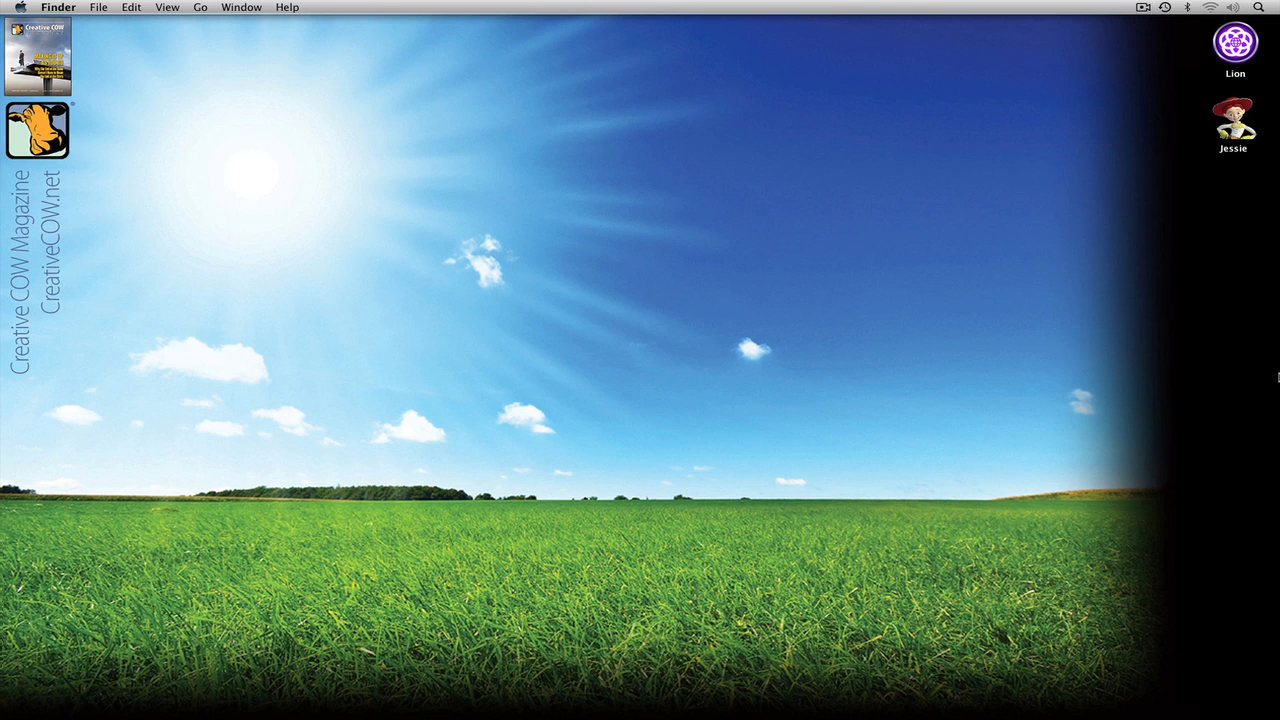 Finder File Edit View Go Window Help
Creative COW
Creative COW Magazine
CreativeCOW.net
Lion
Jessie